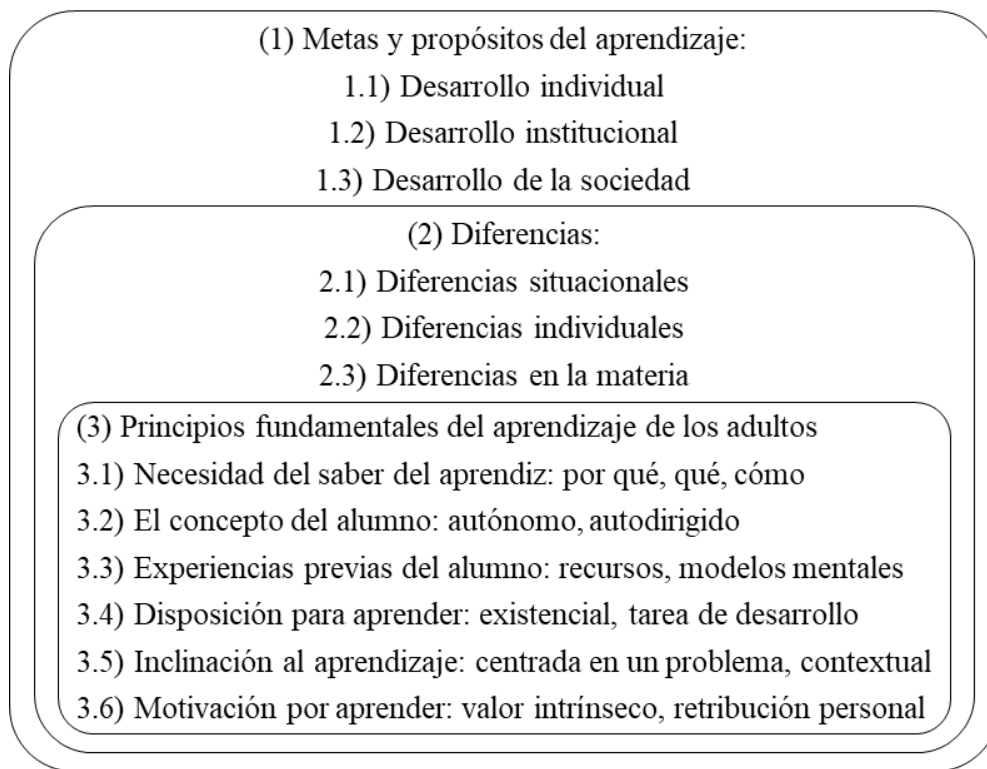 (1) Metas y propósitos del aprendizaje:
1.1) Desarrollo individual
1.2) Desarrollo institucional
1.3) Desarrollo de la sociedad
(2) Diferencias:
2.1) Diferencias situacionales
2.2) Diferencias individuales
2.3) Diferencias en la materia
(3) Principios fundamentales del aprendizaje de los adultos
3.1) Necesidad del saber del aprendiz: por qué, qué, cómo
3.2) El concepto del alumno: autónomo, autodirigido
3.3) Experiencias previas del alumno: recursos, modelos mentales
3.4) Disposición para aprender: existencial, tarea de desarrollo
3.5) Inclinación al aprendizaje: centrada en un problema, contextual
3.6) Motivación por aprender: valor intrínseco, retribución personal